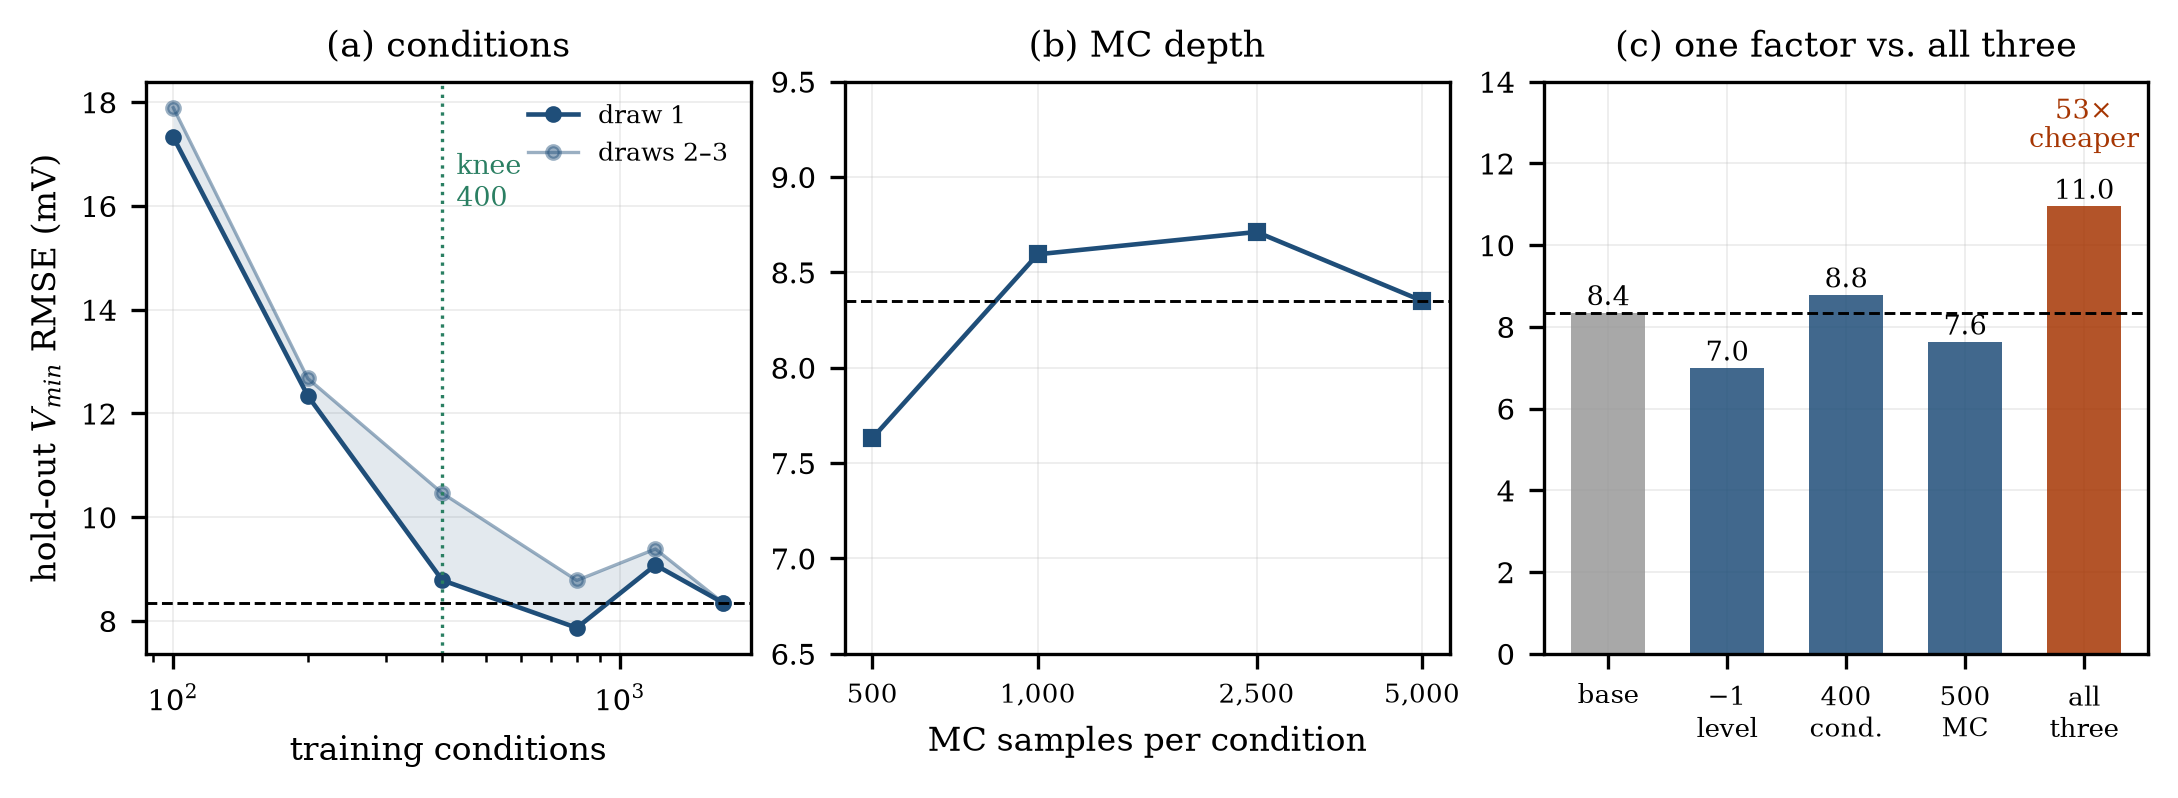 (a) conditions
hold-out V_min RMSE (mV)
18
16
14
12
10
8
draw 1
draws 2–3
knee
400
10²
10³
training conditions
(b) MC depth
9.5
9.0
8.5
8.0
7.5
7.0
6.5
500
1,000
2,500
5,000
MC samples per condition
(c) one factor vs. all three
14
12
10
8
6
4
2
0
53×
cheaper
8.4
7.0
8.8
7.6
11.0
base
−1
level
400
cond.
500
MC
all
three